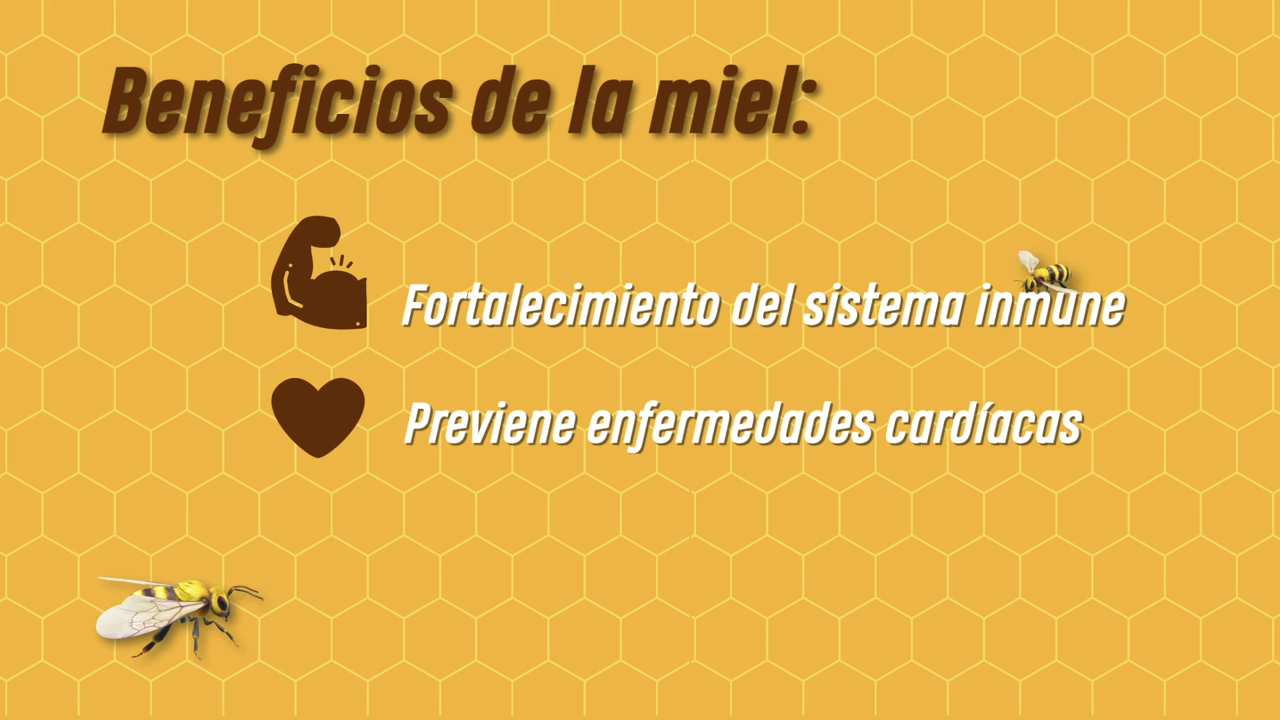 Beneficios de la miel:
Fortalecimiento del sistema inmune
Previene enfermedades cardíacas